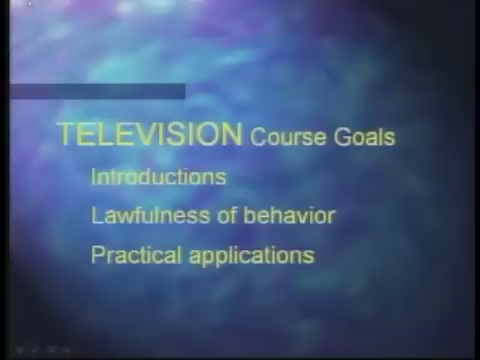 TELEVISION Course Goals
Introductions
Lawfulness of behavior
Practical applications